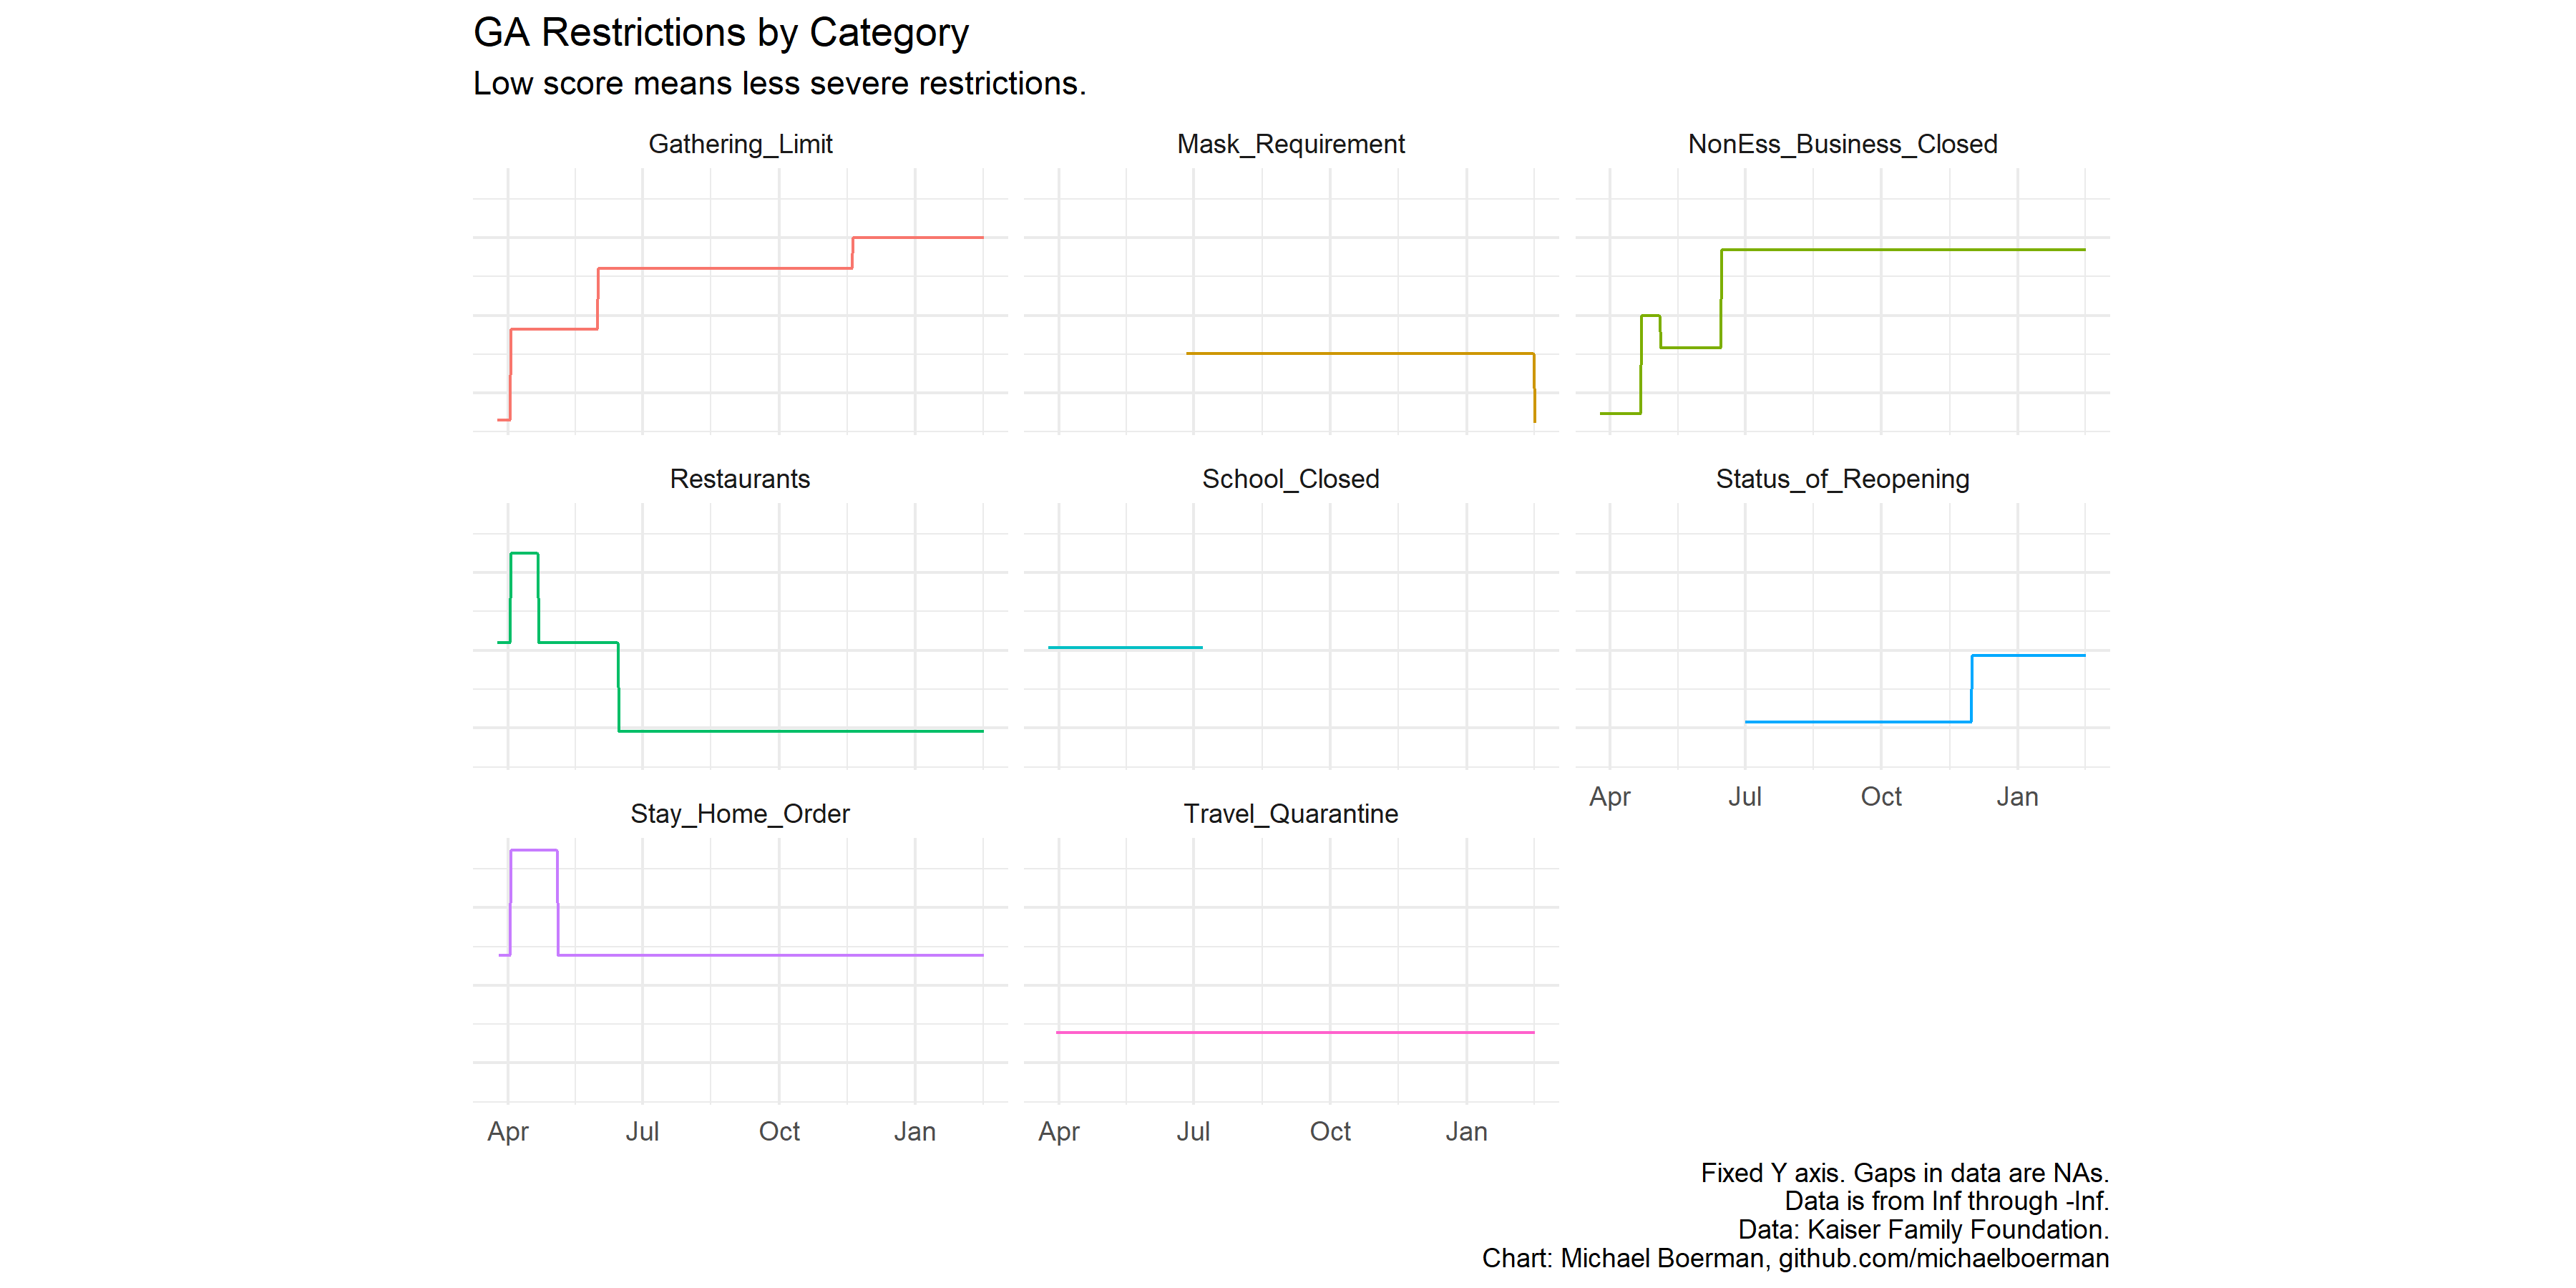 GA Restrictions by Category
Low score means less severe restrictions.
Gathering_Limit
Mask_Requirement
NonEss_Business_Closed
Restaurants
School_Closed
Status_of_Reopening
Apr Jul Oct Jan
Stay_Home_Order
Travel_Quarantine
Apr Jul Oct Jan
Apr Jul Oct Jan
Fixed Y axis. Gaps in data are NAs.
Data is from Inf through -Inf.
Data: Kaiser Family Foundation.
Chart: Michael Boerman, github.com/michaelboerman